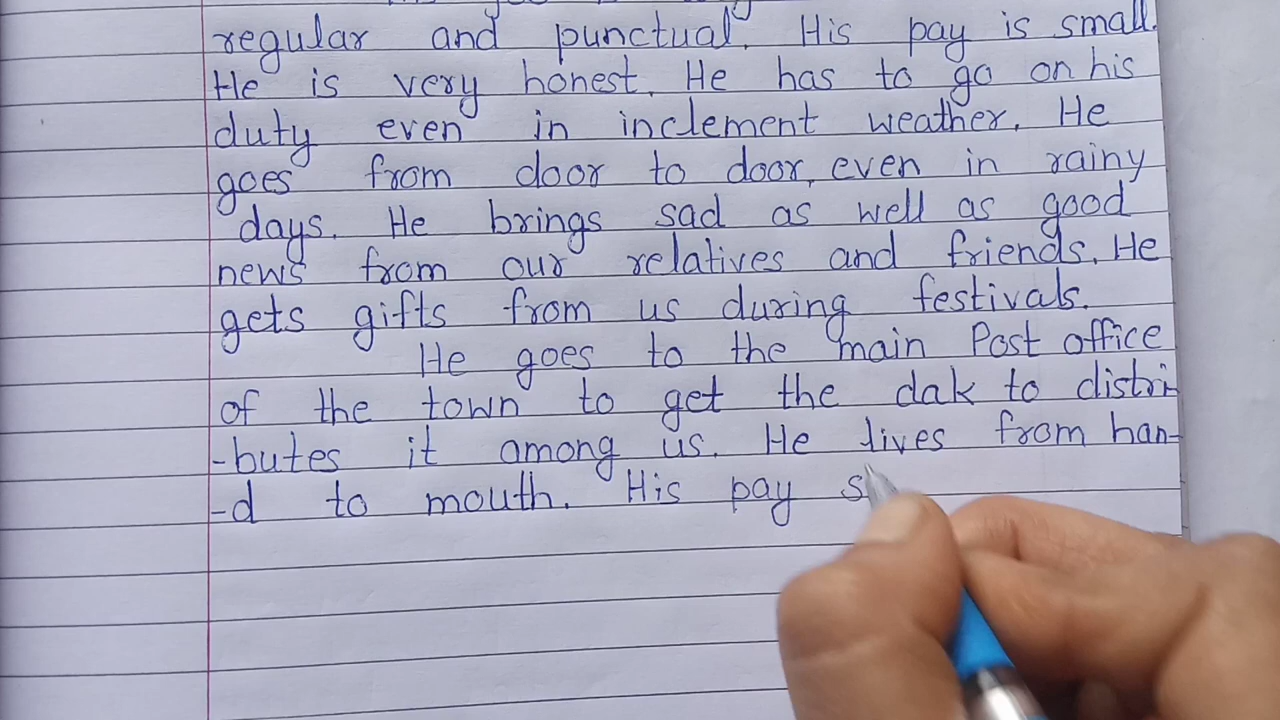 regular and punctual. His pay is small.
He is very honest. He has to go on his
duty even in inclement weather. He
goes from door to door, even in rainy
days. He brings sad as well as good
news from our relatives and friends. He
gets gifts from us during festivals.
He goes to the main Post office
of the town to get the dak to distri-
-butes it among us. He lives from han-
-d to mouth. His pay s